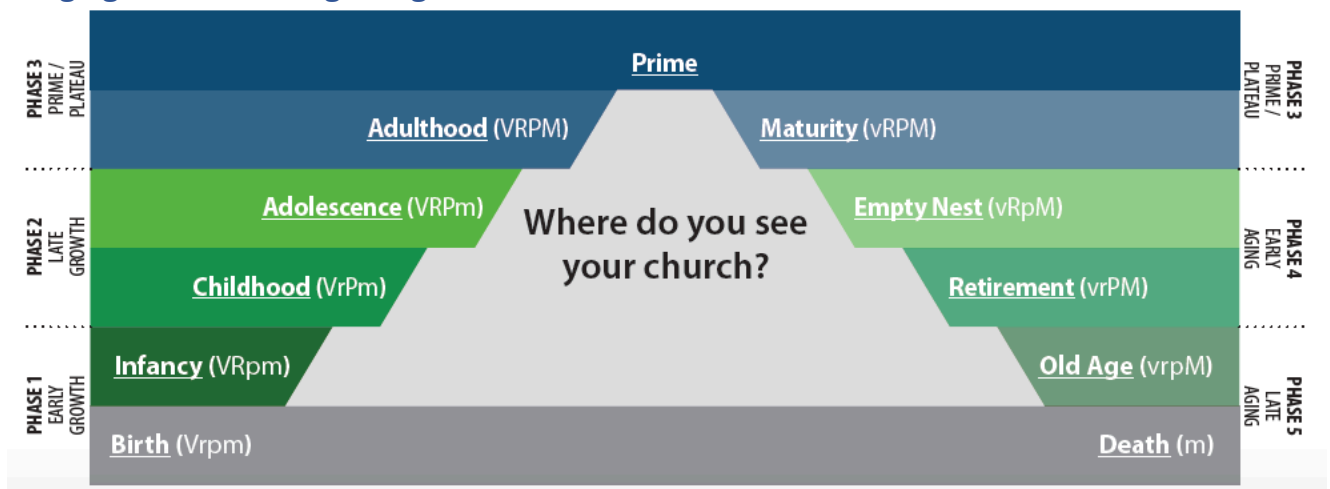 Prime
Adulthood (VRPM)
Maturity (vRPM)
Adolescence (VRPm)
Empty Nest (vRpM)
Where do you see
your church?
Childhood (VrPm)
Retirement (vrPM)
Infancy (VRpm)
Old Age (vrpM)
Birth (Vrpm)
Death (m)
PHASE 3
PRIME /
PLATEAU
PHASE 2
LATE
GROWTH
PHASE 1
EARLY
GROWTH
PHASE 3
PRIME /
PLATEAU
PHASE 4
EARLY
AGING
PHASE 5
LATE
AGING